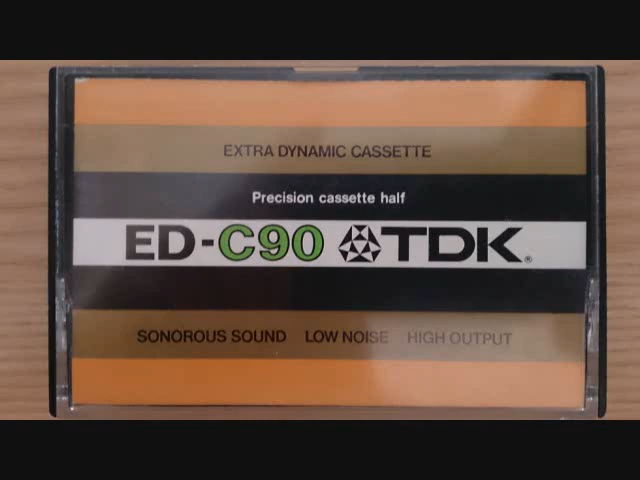 EXTRA DYNAMIC CASSETTE
Precision cassette half
ED-C90 TDK®
SONOROUS SOUND LOW NOISE HIGH OUTPUT